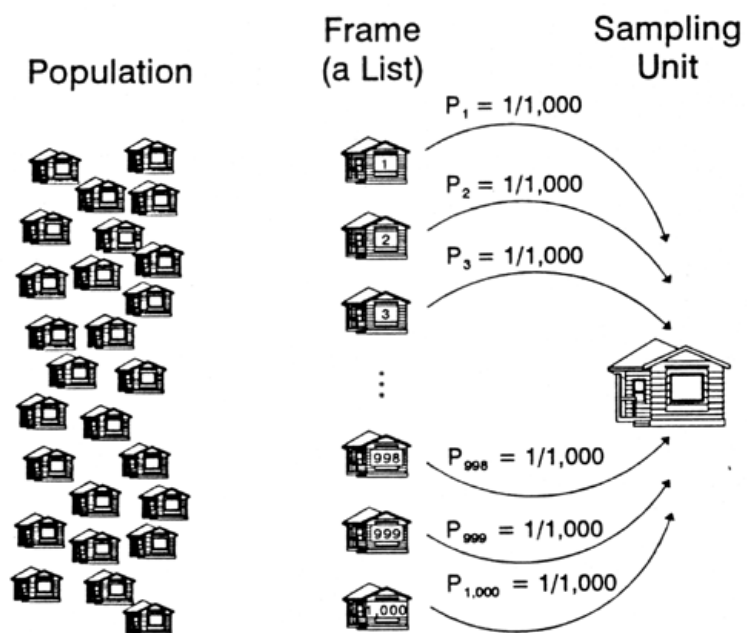 Population
Frame
(a List)
Sampling
Unit
P₁ = 1/1,000
1
P₂ = 1/1,000
2
P₃ = 1/1,000
3
P₉₉₈ = 1/1,000
998
P₉₉₉ = 1/1,000
999
P₁,₀₀₀ = 1/1,000
1,000